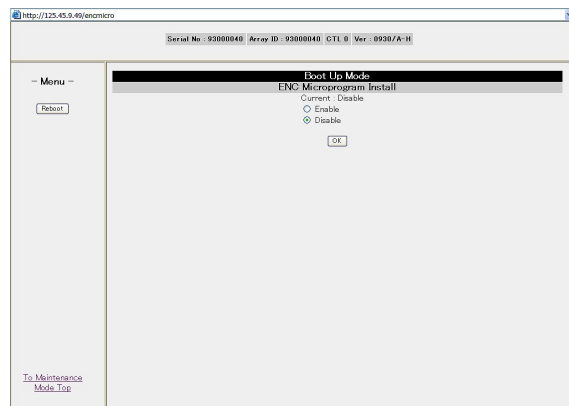 http://125.45.9.49/encmicro
Serial No : 93000040 Array ID : 93000040 CTL 0 Ver : 0930/A-H
− Menu −
Reboot
To Maintenance
Mode Top
Boot Up Mode
ENC Microprogram Install
Current : Disable
Enable
Disable
OK